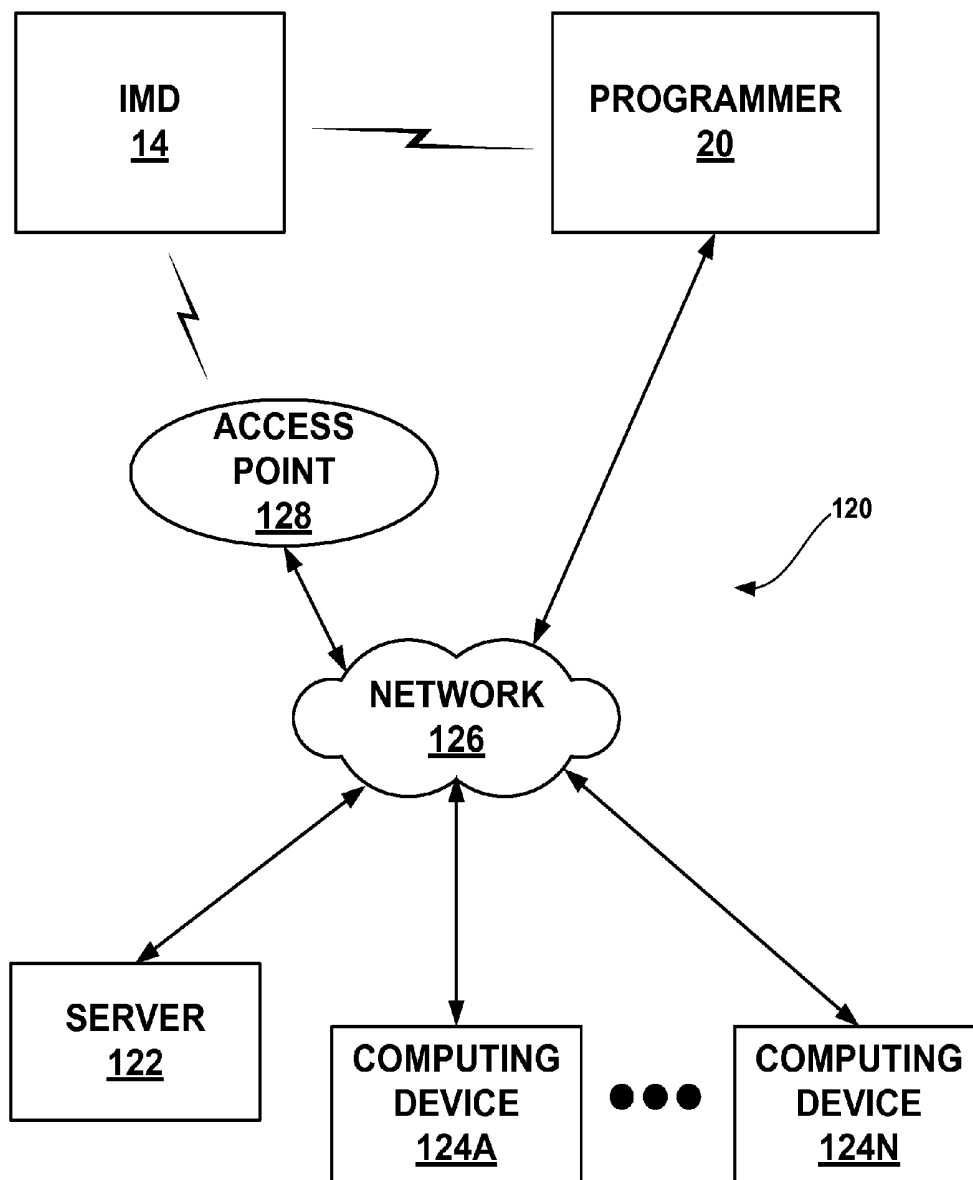 IMD
14
PROGRAMMER
20
ACCESS
POINT
128
120
NETWORK
126
SERVER
122
COMPUTING
DEVICE
124A
COMPUTING
DEVICE
124N